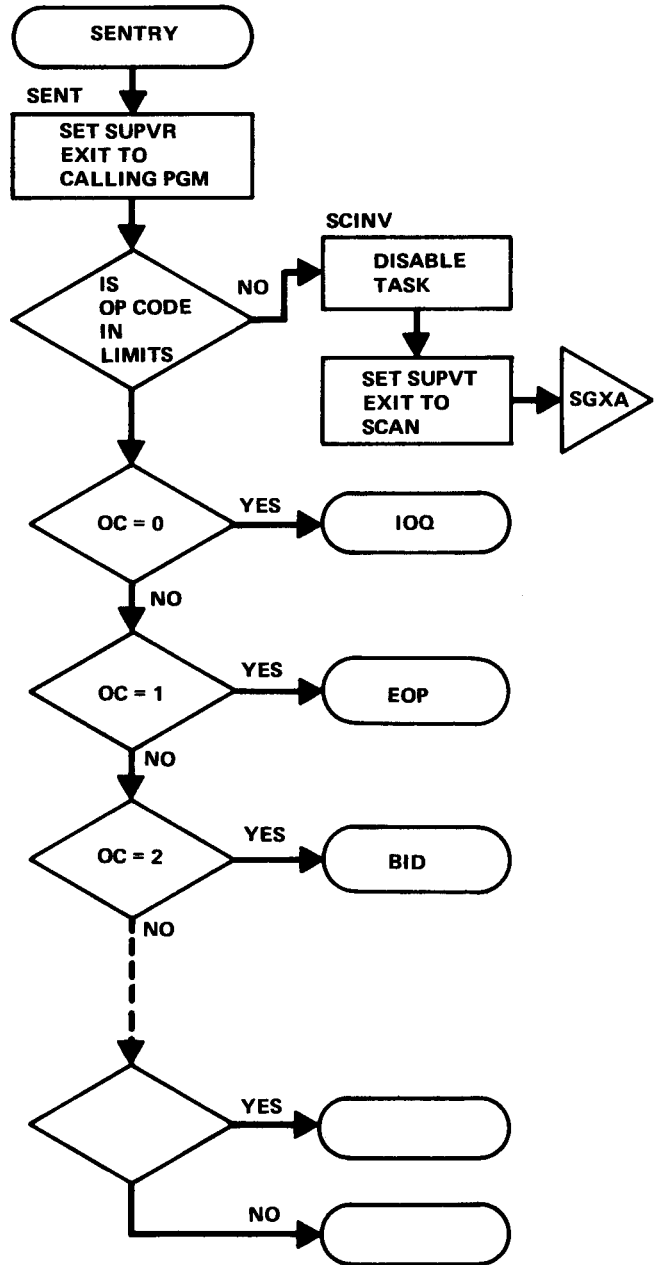 SENTRY
SENT
SET SUPVR
EXIT TO
CALLING PGM
IS
OP CODE
IN
LIMITS
NO
SCINV
DISABLE
TASK
SET SUPVT
EXIT TO
SCAN
SGXA
OC = 0
YES
IOQ
NO
OC = 1
YES
EOP
NO
OC = 2
YES
BID
NO
YES
NO